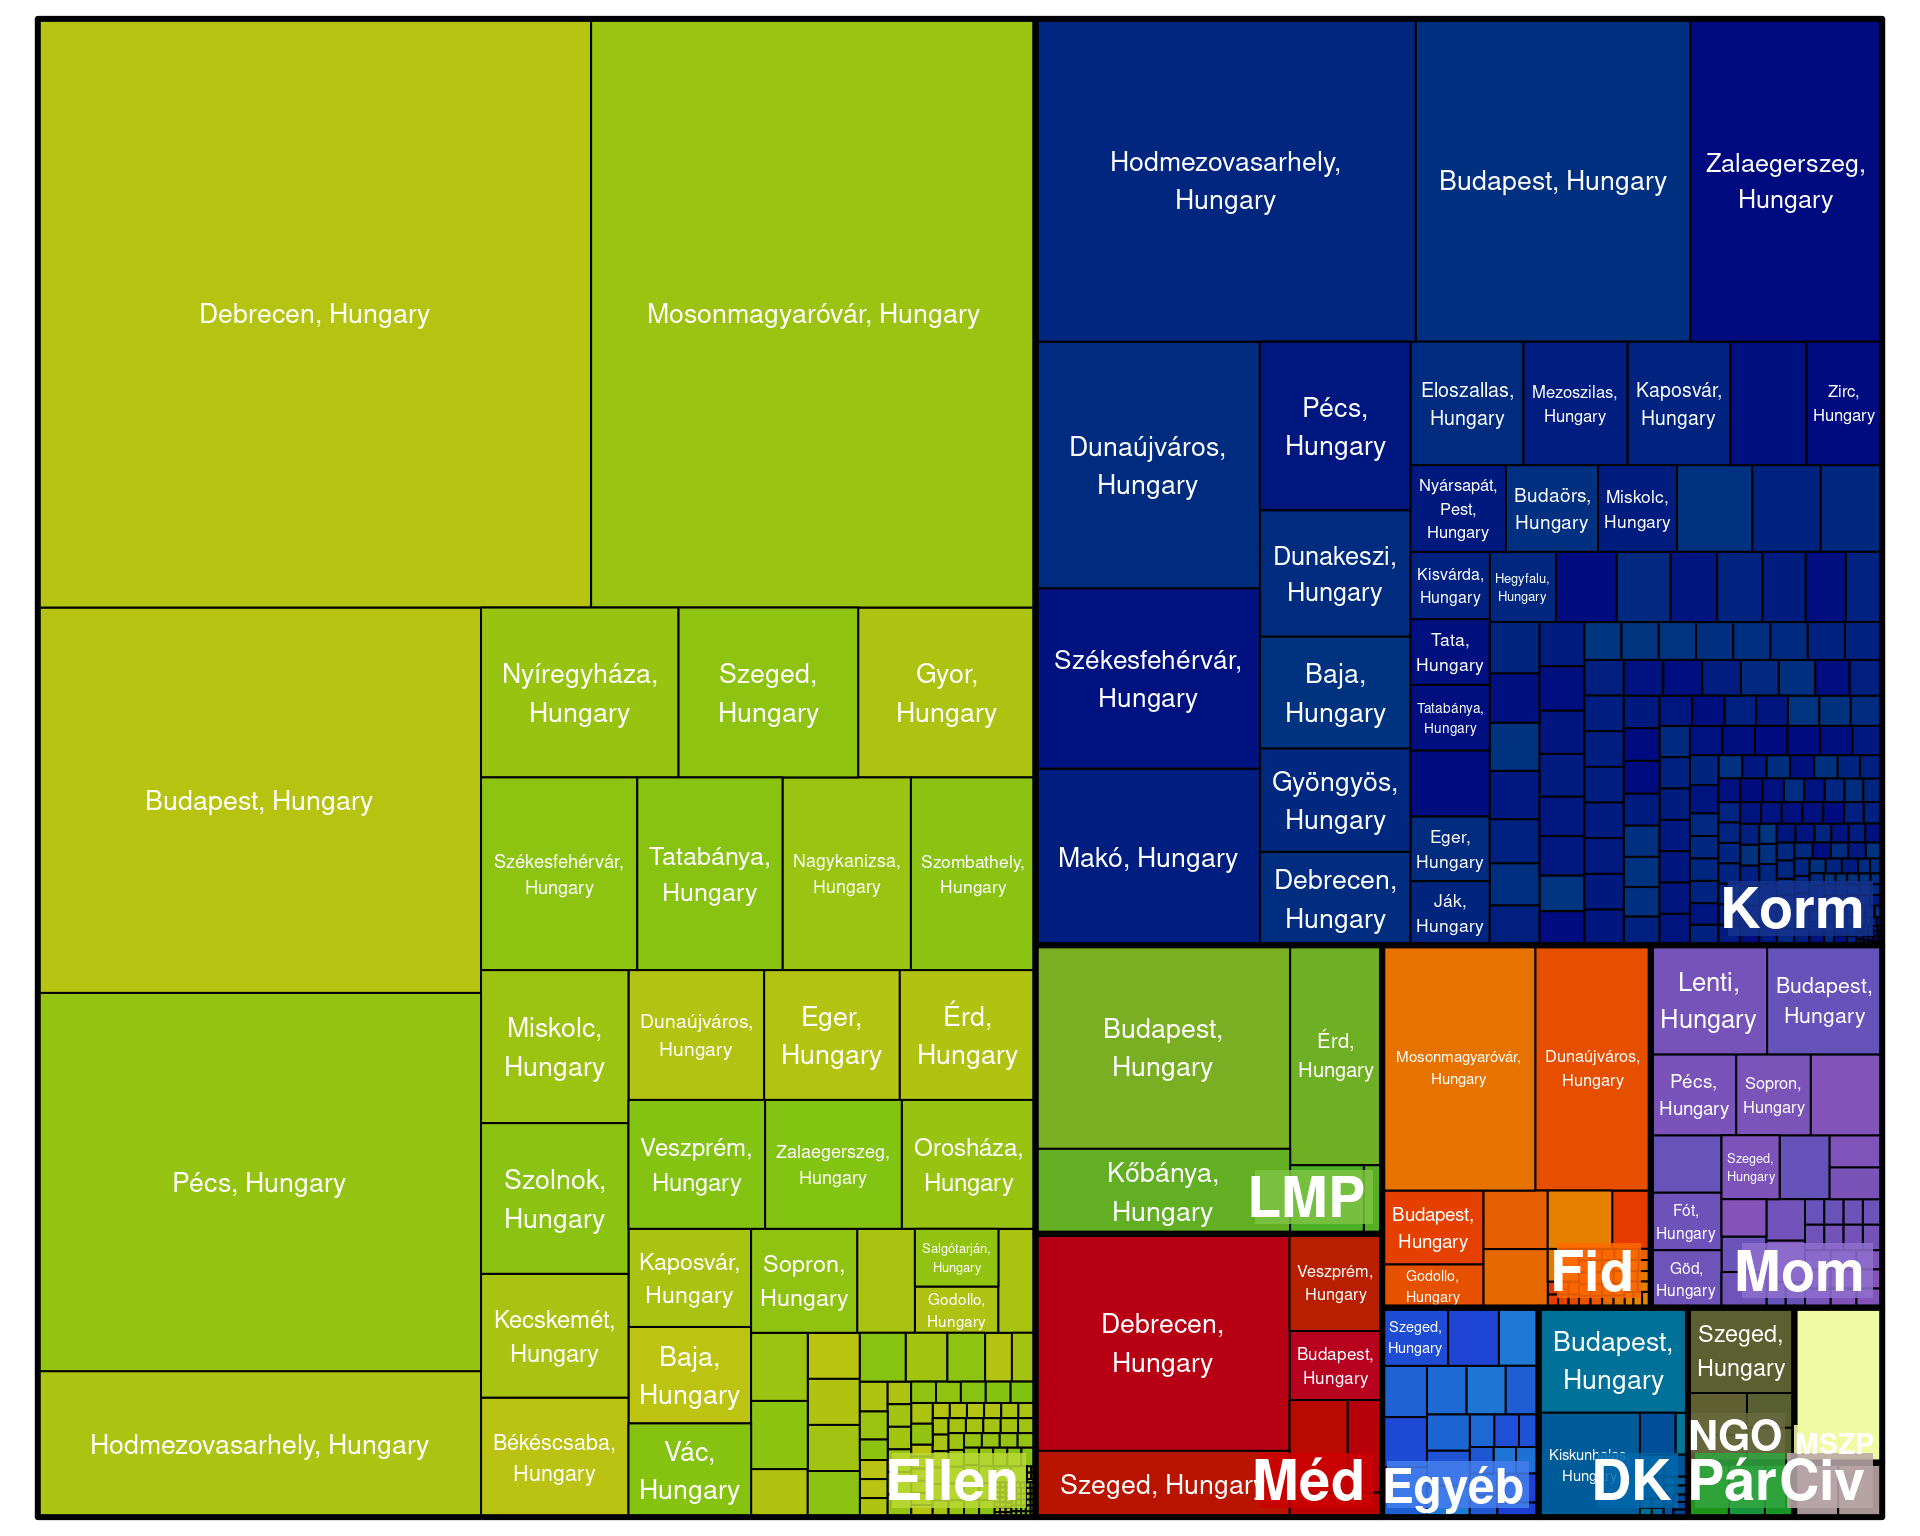 Debrecen, Hungary
Mosonmagyaróvár, Hungary
Budapest, Hungary
Pécs, Hungary
Hodmezovasarhely, Hungary
Nyíregyháza,
Hungary
Szeged,
Hungary
Gyor,
Hungary
Székesfehérvár,
Hungary
Tatabánya,
Hungary
Nagykanizsa,
Hungary
Szombathely,
Hungary
Miskolc,
Hungary
Dunaújváros,
Hungary
Eger,
Hungary
Érd,
Hungary
Szolnok,
Hungary
Veszprém,
Hungary
Zalaegerszeg,
Hungary
Orosháza,
Hungary
Kecskemét,
Hungary
Kaposvár,
Hungary
Sopron,
Hungary
Salgótarján,
Hungary
Godollo,
Hungary
Békéscsaba,
Hungary
Baja,
Hungary
Vác,
Hungary
Ellen
Hodmezovasarhely,
Hungary
Budapest, Hungary
Zalaegerszeg,
Hungary
Dunaújváros,
Hungary
Pécs,
Hungary
Eloszallas,
Hungary
Mezoszilas,
Hungary
Kaposvár,
Hungary
Zirc,
Hungary
Nyársapát,
Pest,
Hungary
Budaörs,
Hungary
Miskolc,
Hungary
Dunakeszi,
Hungary
Kisvárda,
Hungary
Hegyfalu,
Hungary
Székesfehérvár,
Hungary
Baja,
Hungary
Tata,
Hungary
Tatabánya,
Hungary
Makó, Hungary
Gyöngyös,
Hungary
Debrecen,
Hungary
Eger,
Hungary
Ják,
Hungary
Korm
Budapest,
Hungary
Érd,
Hungary
Kőbánya,
Hungary
LMP
Mosonmagyaróvár,
Hungary
Dunaújváros,
Hungary
Budapest,
Hungary
Godollo,
Hungary
Fid
Lenti,
Hungary
Budapest,
Hungary
Pécs,
Hungary
Sopron,
Hungary
Szeged,
Hungary
Fót,
Hungary
Göd,
Hungary
Mom
Debrecen,
Hungary
Veszprém,
Hungary
Budapest,
Hungary
Szeged, Hungary
Méd
Szeged,
Hungary
Egyéb
Budapest,
Hungary
Kiskunhalas,
Hungary
DK
Szeged,
Hungary
NGO
MSZP
Pár
Civ